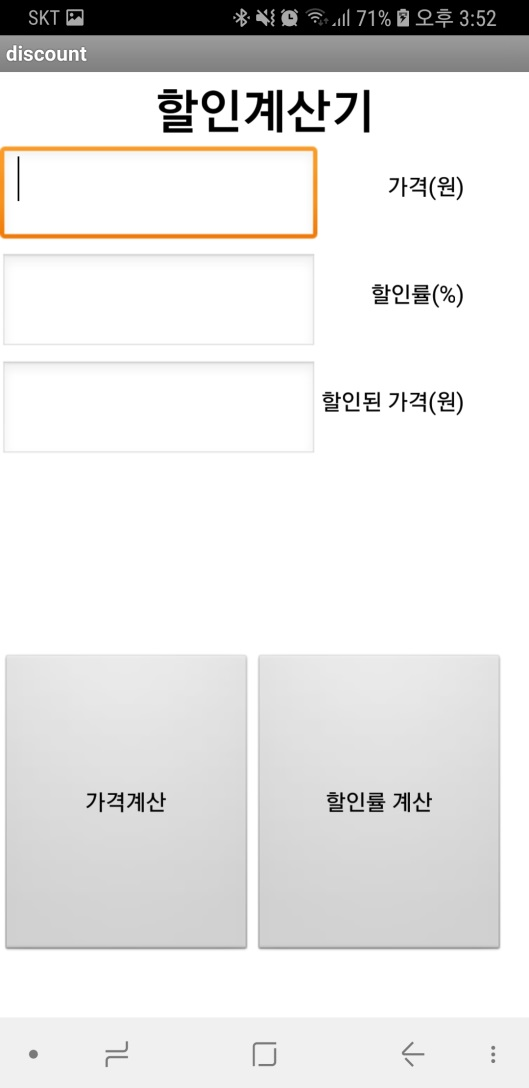 SKT 71% 오후 3:52
discount
할인계산기
가격(원)
할인률(%)
할인된 가격(원)
가격계산 할인률 계산